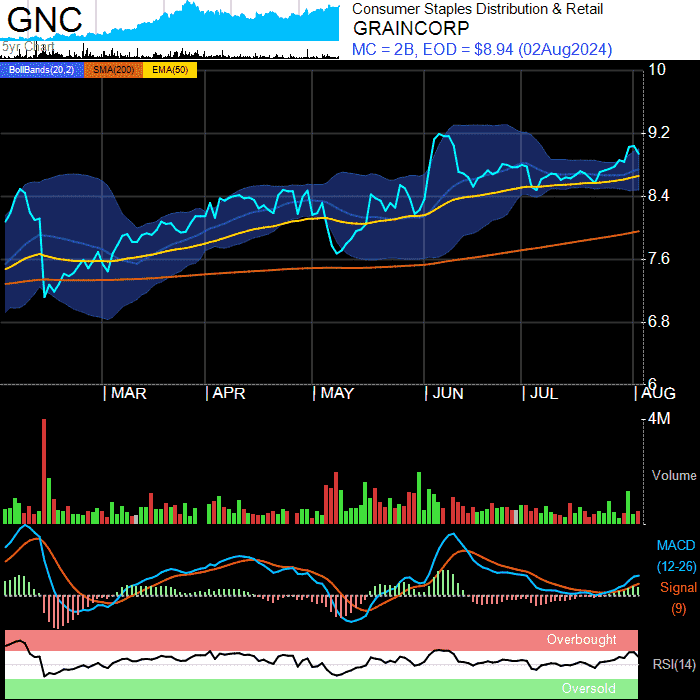 GNC
5yr Chart
Consumer Staples Distribution & Retail
GRAINCORP
MC = 2B, EOD = $8.94 (02Aug2024)
BollBands(20,2) SMA(200) EMA(50)
10
9.2
8.4
7.6
6.8
6
MAR APR MAY JUN JUL AUG
4M
Volume
MACD
(12-26)
Signal
(9)
Overbought
RSI(14)
Oversold